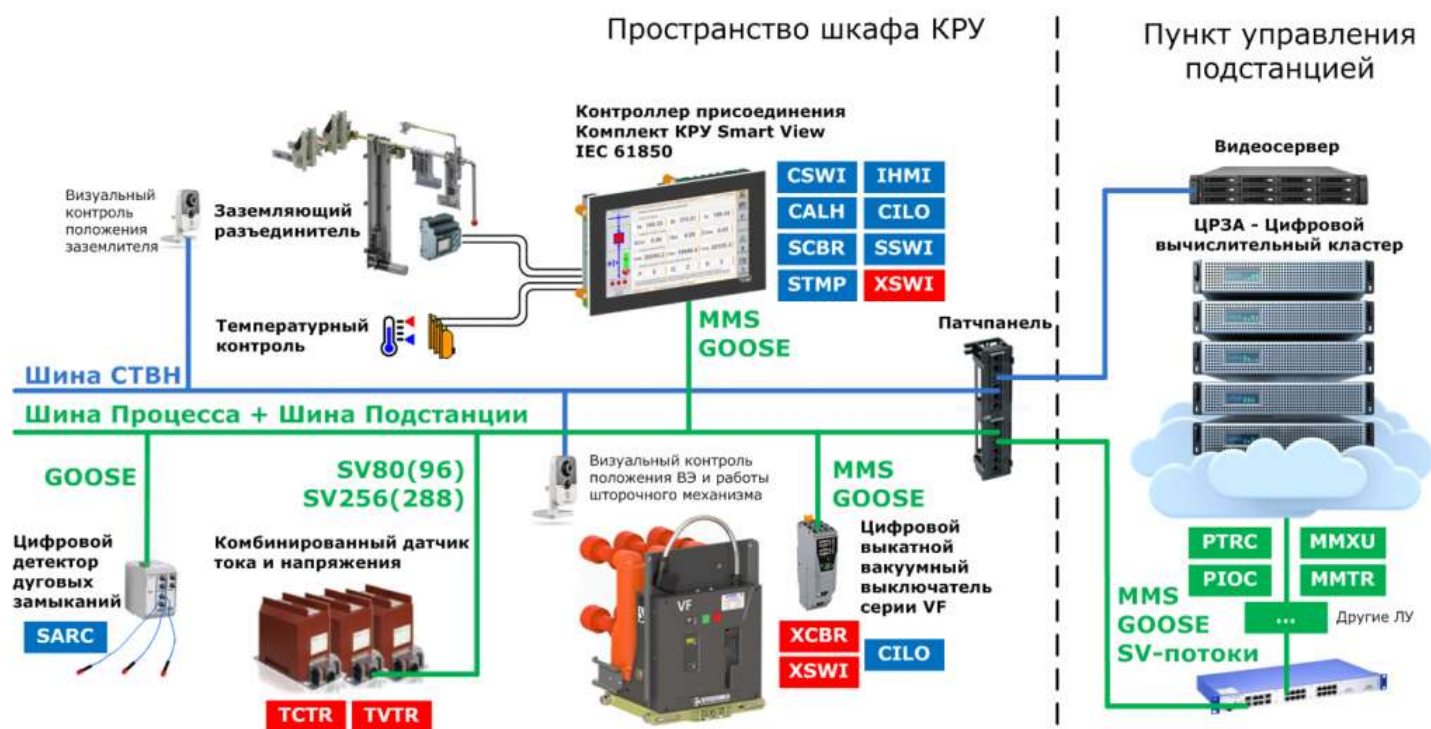 Пространство шкафа КРУ
Пункт управления
подстанцией
Контроллер присоединения
Комплект КРУ Smart View
IEC 61850
Видеосервер
Визуальный
контроль
положения
заземлителя
Заземляющий
разъединитель
CSWI IHMI
CALH CILO
SCBR SSWI
STMP XSWI
ЦРЗА - Цифровой
вычислительный кластер
Температурный
контроль
MMS
GOOSE
Патчпанель
Шина СТВН
Шина Процесса + Шина Подстанции
GOOSE
SV80(96)
SV256(288)
Визуальный контроль
положения ВЭ и работы
шторочного механизма
MMS
GOOSE
Цифровой
детектор
дуговых
замыканий
SARC
Комбинированный датчик
тока и напряжения
TCTR TVTR
VF
Цифровой
выкатной
вакуумный
выключатель
серии VF
XCBR
XSWI
CILO
PTRC MMXU
PIOC MMTR
... Другие ЛУ
MMS
GOOSE
SV-потоки